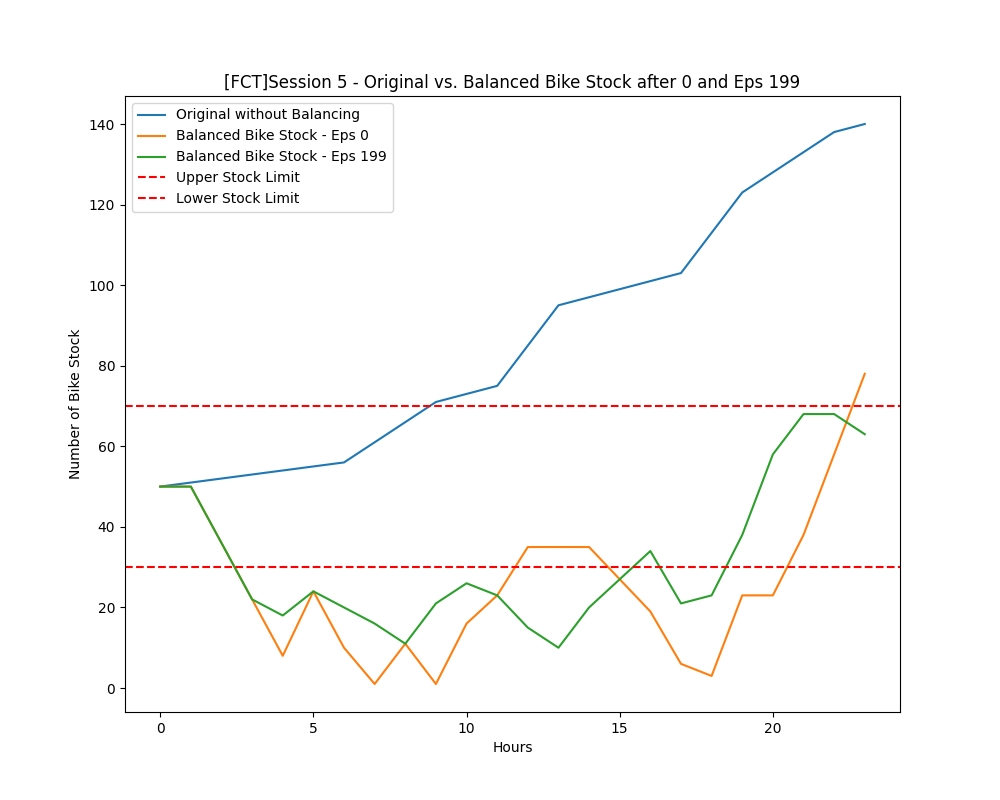 [FCT]Session 5 - Original vs. Balanced Bike Stock after 0 and Eps 199
Original without Balancing
Balanced Bike Stock - Eps 0
Balanced Bike Stock - Eps 199
Upper Stock Limit
Lower Stock Limit
140
120
100
80
60
40
20
0
Number of Bike Stock
0 5 10 15 20
Hours